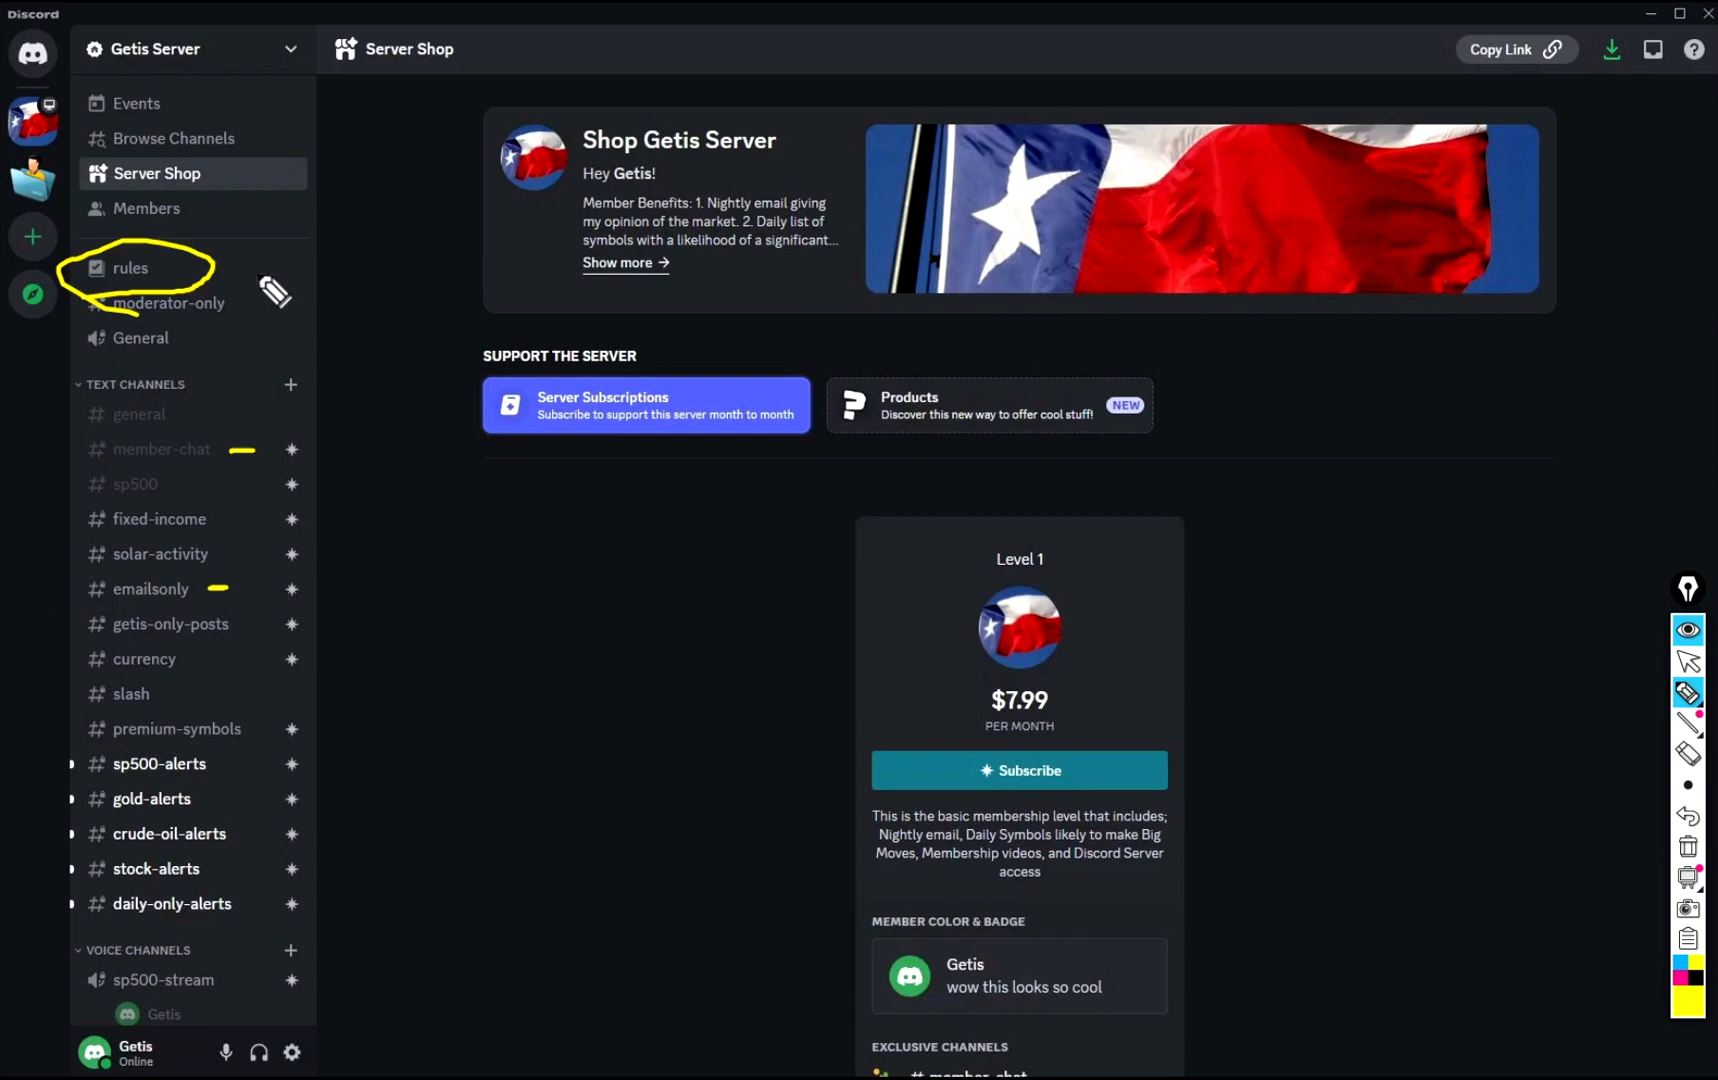 Discord
Getis Server
Server Shop
Copy Link
Events
Browse Channels
Server Shop
Members
rules
moderator-only
General
TEXT CHANNELS
general
member-chat
sp500
fixed-income
solar-activity
emailsonly
getis-only-posts
currency
slash
premium-symbols
sp500-alerts
gold-alerts
crude-oil-alerts
stock-alerts
daily-only-alerts
VOICE CHANNELS
sp500-stream
Getis
Getis
Online
Shop Getis Server
Hey Getis!
Member Benefits: 1. Nightly email giving
my opinion of the market. 2. Daily list of
symbols with a likelihood of a significant...
Show more →
SUPPORT THE SERVER
Server Subscriptions
Subscribe to support this server month to month
Products
Discover this new way to offer cool stuff!
NEW
Level 1
$7.99
PER MONTH
Subscribe
This is the basic membership level that includes;
Nightly email, Daily Symbols likely to make Big
Moves, Membership videos, and Discord Server
access
MEMBER COLOR & BADGE
Getis
wow this looks so cool
EXCLUSIVE CHANNELS
# member-chat